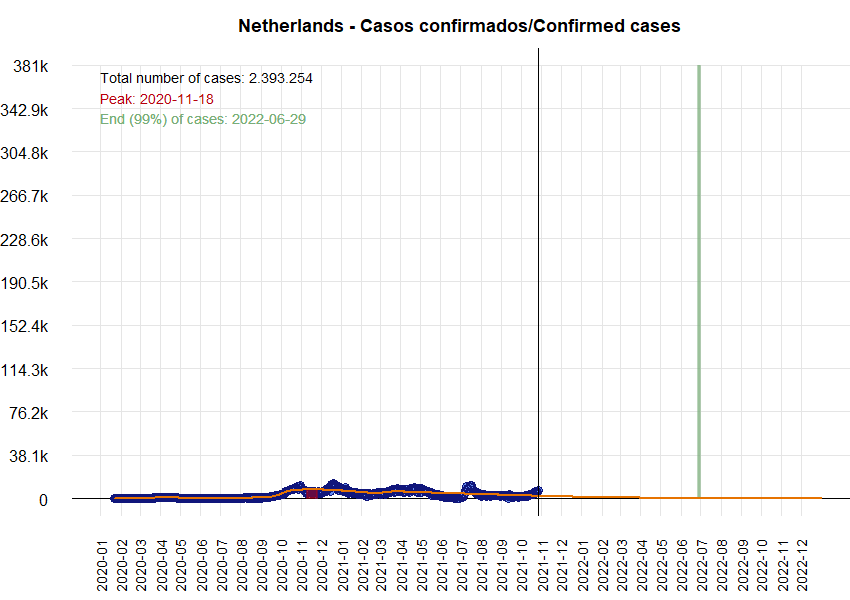 Netherlands - Casos confirmados/Confirmed cases
381k
Total number of cases: 2.393.254
Peak: 2020-11-18
342.9k
End (99%) of cases: 2022-06-29
304.8k
266.7k
228.6k
190.5k
152.4k
114.3k
76.2k
38.1k
0
2020-01
2020-02
2020-03
2020-04
2020-05
2020-06
2020-07
2020-08
2020-09
2020-10
2020-11
2020-12
2021-01
2021-02
2021-03
2021-04
2021-05
2021-06
2021-07
2021-08
2021-09
2021-10
2021-11
2021-12
2022-01
2022-02
2022-03
2022-04
2022-05
2022-06
2022-07
2022-08
2022-09
2022-10
2022-11
2022-12